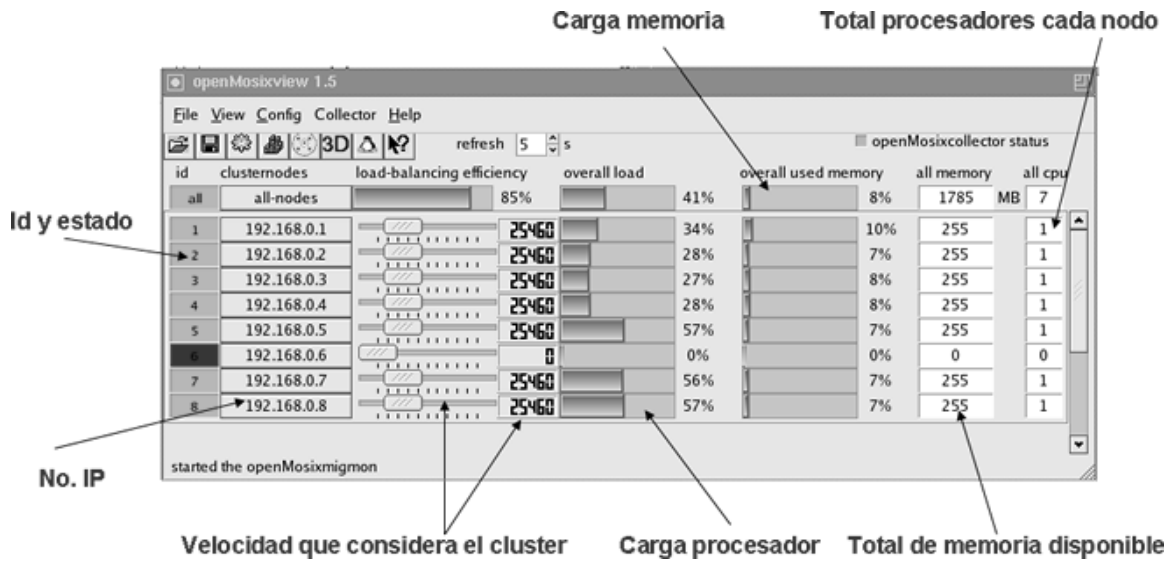 Carga memoria
Total procesadores cada nodo
openMosixview 1.5
File View Config Collector Help
3D refresh 5 s openMosixcollector status
id clusternodes load-balancing efficiency overall load overall used memory all memory all cpu
all all-nodes 85% 41% 8% 1785 MB 7
Id y estado
1 192.168.0.1 25460 34% 10% 255 1
2 192.168.0.2 25460 28% 7% 255 1
3 192.168.0.3 25460 27% 8% 255 1
4 192.168.0.4 25460 28% 8% 255 1
5 192.168.0.5 25460 57% 7% 255 1
6 192.168.0.6 0 0% 0% 0 0
7 192.168.0.7 25460 56% 7% 255 1
8 192.168.0.8 25460 57% 7% 255 1
started the openMosixmigmon
No. IP
Velocidad que considera el cluster
Carga procesador
Total de memoria disponible